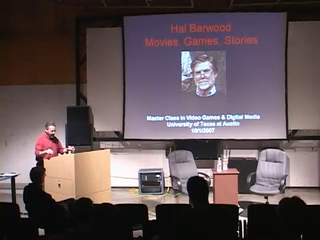 Hal Barwood
Movies, Games, Stories
Master Class in Video Games & Digital Media
University of Texas at Austin
10/1/2007